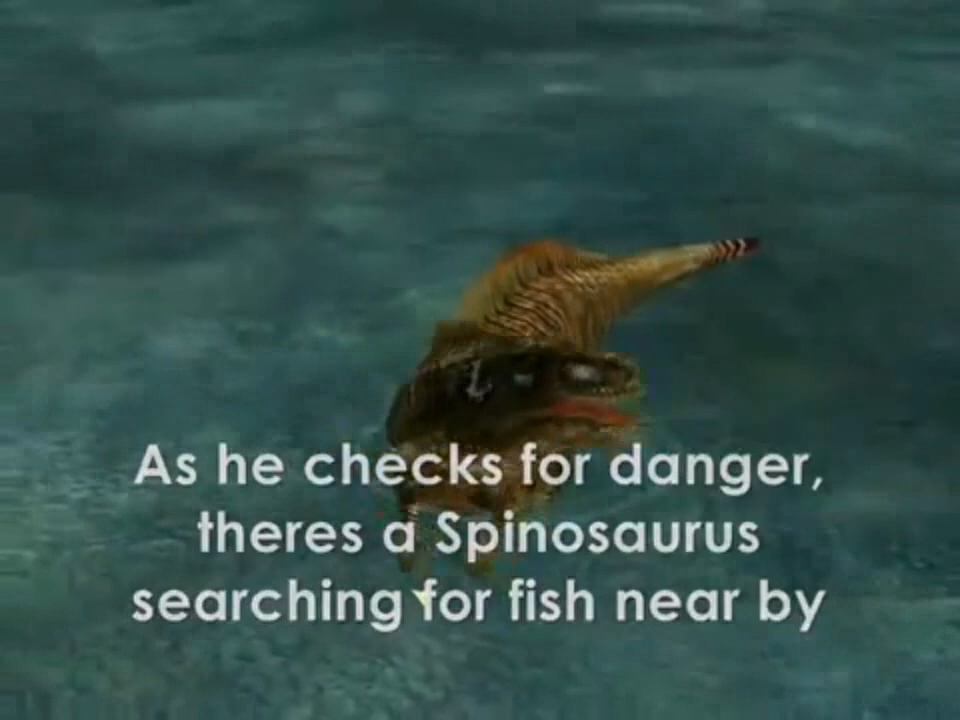 As he checks for danger,
theres a Spinosaurus
searching for fish near by